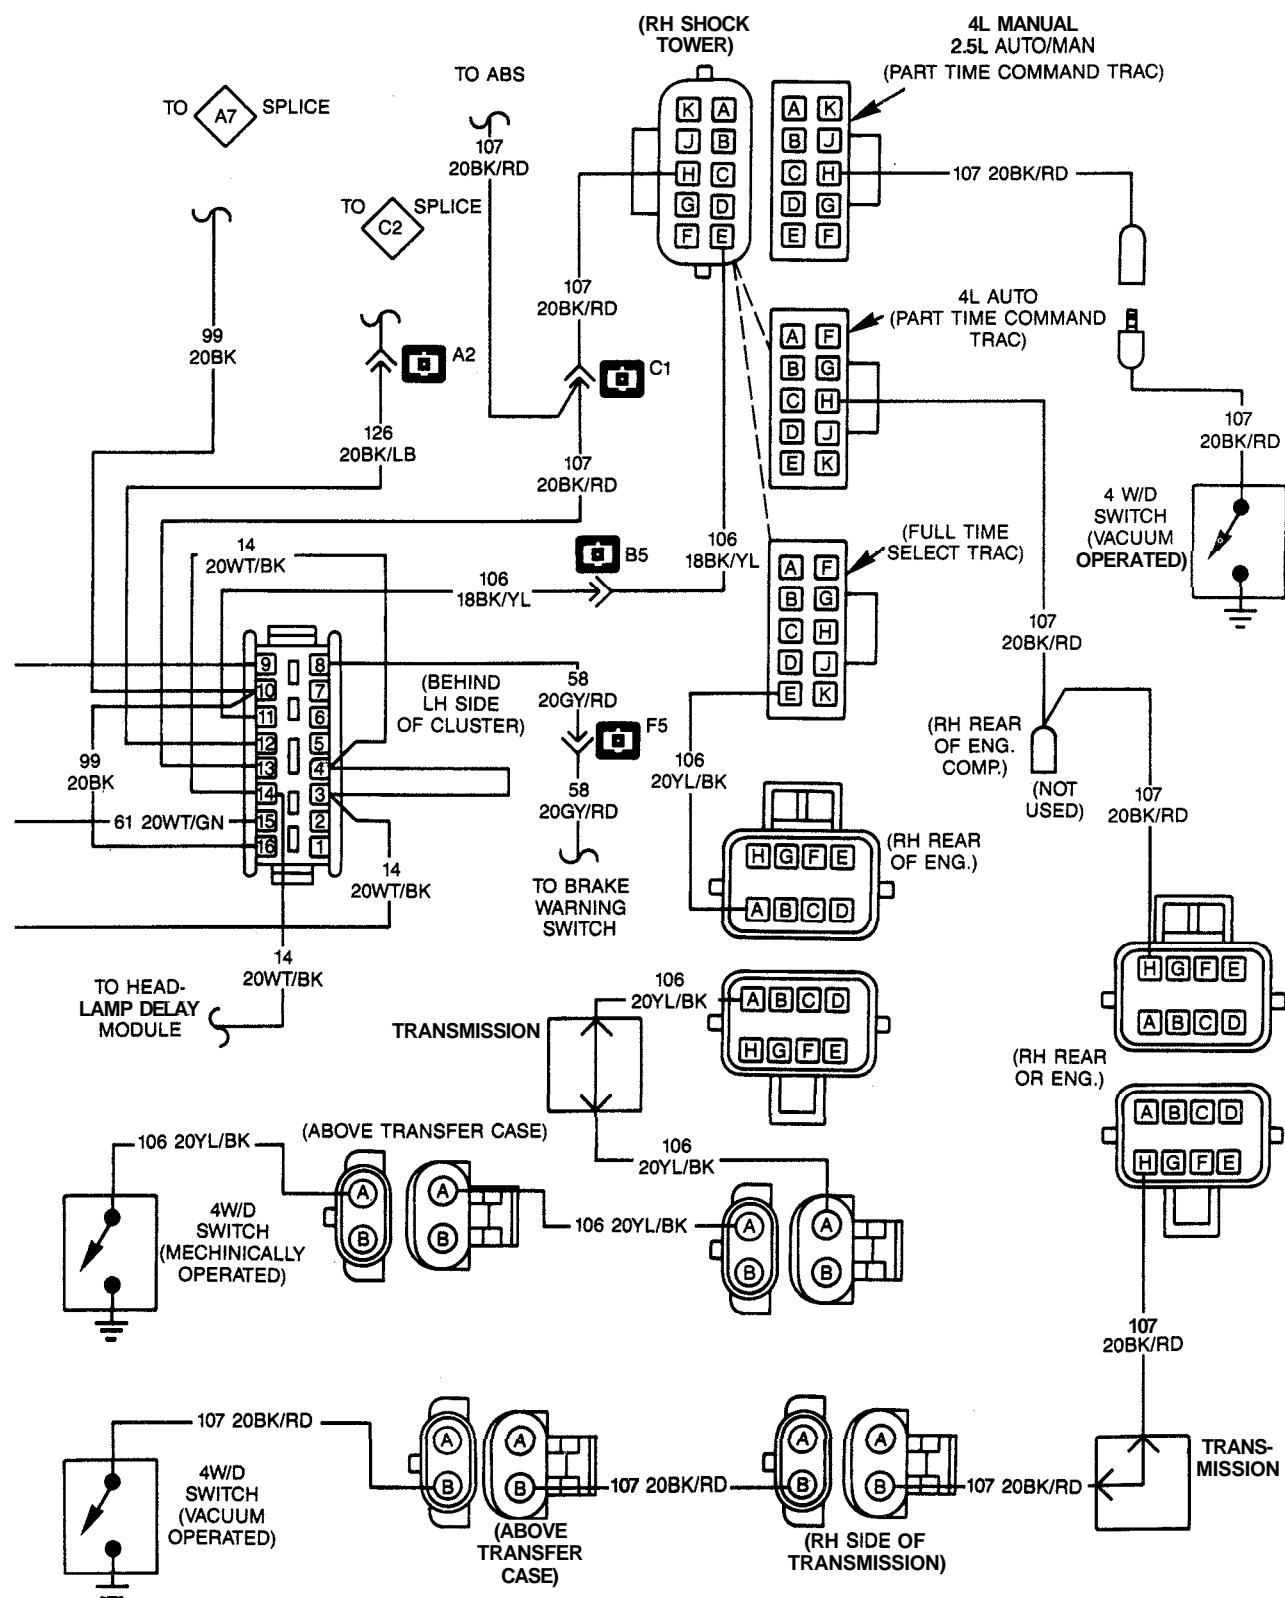 (RH SHOCK
TOWER)
4L MANUAL
2.5L AUTO/MAN
(PART TIME COMMAND TRAC)
TO ABS
TO A7 SPLICE
107
20BK/RD
K A
J B
H C
G D
F E
A K
B J
C H
D G
E F
107 20BK/RD
TO C2 SPLICE
107
20BK/RD
4L AUTO
(PART TIME COMMAND
TRAC)
A F
B G
C H
D J
E K
99
20BK
A2
C1
126
20BK/LB
107
20BK/RD
107
20BK/RD
4 W/D
SWITCH
(VACUUM
OPERATED)
14
20WT/BK
B5
106
18BK/YL
106
18BK/YL
(FULL TIME
SELECT TRAC)
A F
B G
C H
D J
E K
107
20BK/RD
9 8
10 7
11 6
12 5
13 4
14 3
15 2
16 1
(BEHIND
LH SIDE
OF CLUSTER)
58
20GY/RD
F5
58
20GY/RD
TO BRAKE
WARNING
SWITCH
99
20BK
61 20WT/GN
14
20WT/BK
14
20WT/BK
TO HEAD-
LAMP DELAY
MODULE
106
20YL/BK
(RH REAR
OF ENG.
COMP.)
(NOT
USED)
107
20BK/RD
H G F E
A B C D
(RH REAR
OF ENG.)
H G F E
A B C D
106
20YL/BK
A B C D
H G F E
TRANSMISSION
(RH REAR
OR ENG.)
A B C D
H G F E
(ABOVE TRANSFER CASE)
106 20YL/BK
106
20YL/BK
A
B
A
B
106 20YL/BK
A
B
A
B
4W/D
SWITCH
(MECHINICALLY
OPERATED)
107
20BK/RD
107 20BK/RD
4W/D
SWITCH
(VACUUM
OPERATED)
A
B
A
B
107 20BK/RD
A
B
A
B
107 20BK/RD
TRANS-
MISSION
(ABOVE
TRANSFER
CASE)
(RH SIDE OF
TRANSMISSION)